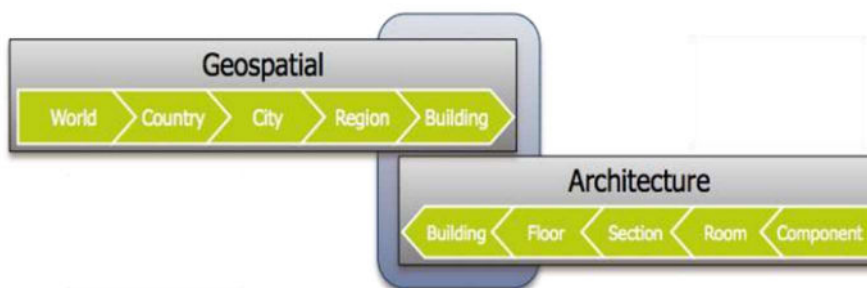 Geospatial
World Country City Region Building
Architecture
Building Floor Section Room Component